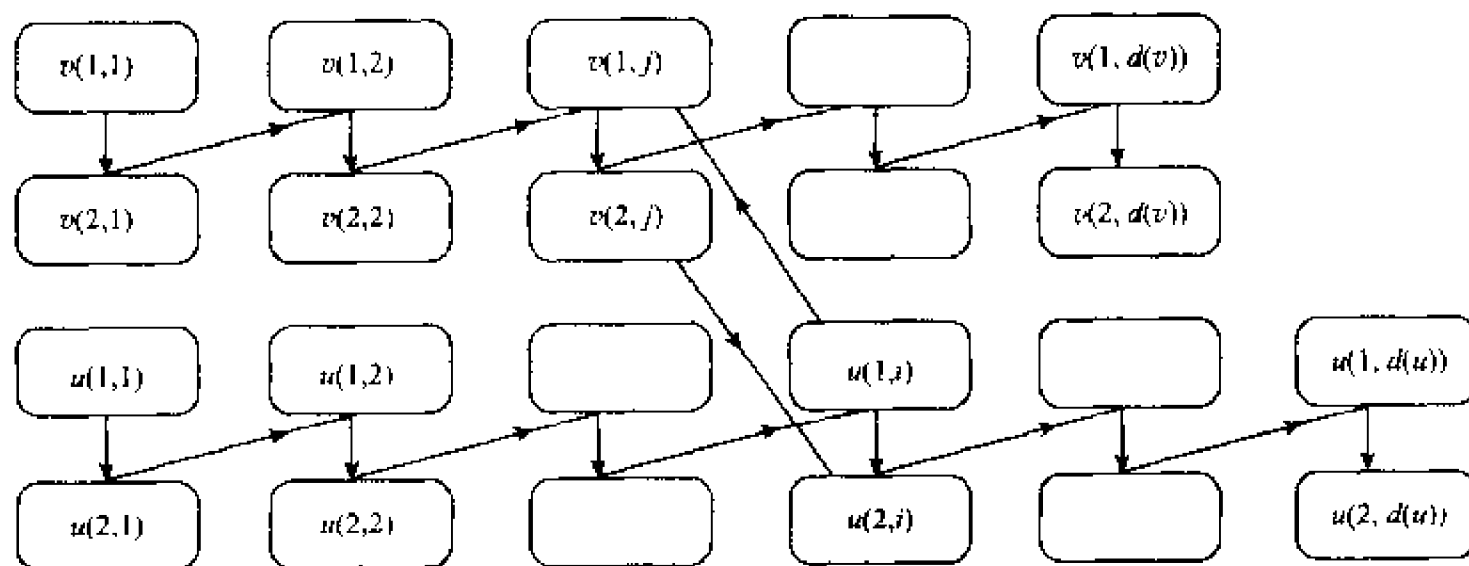 v(1,1) v(1,2) v(1,j) v(1, d(v))
v(2,1) v(2,2) v(2,j) v(2, d(v))
u(1,1) u(1,2) u(1,i) u(1, d(u))
u(2,1) u(2,2) u(2,i) u(2, d(u))